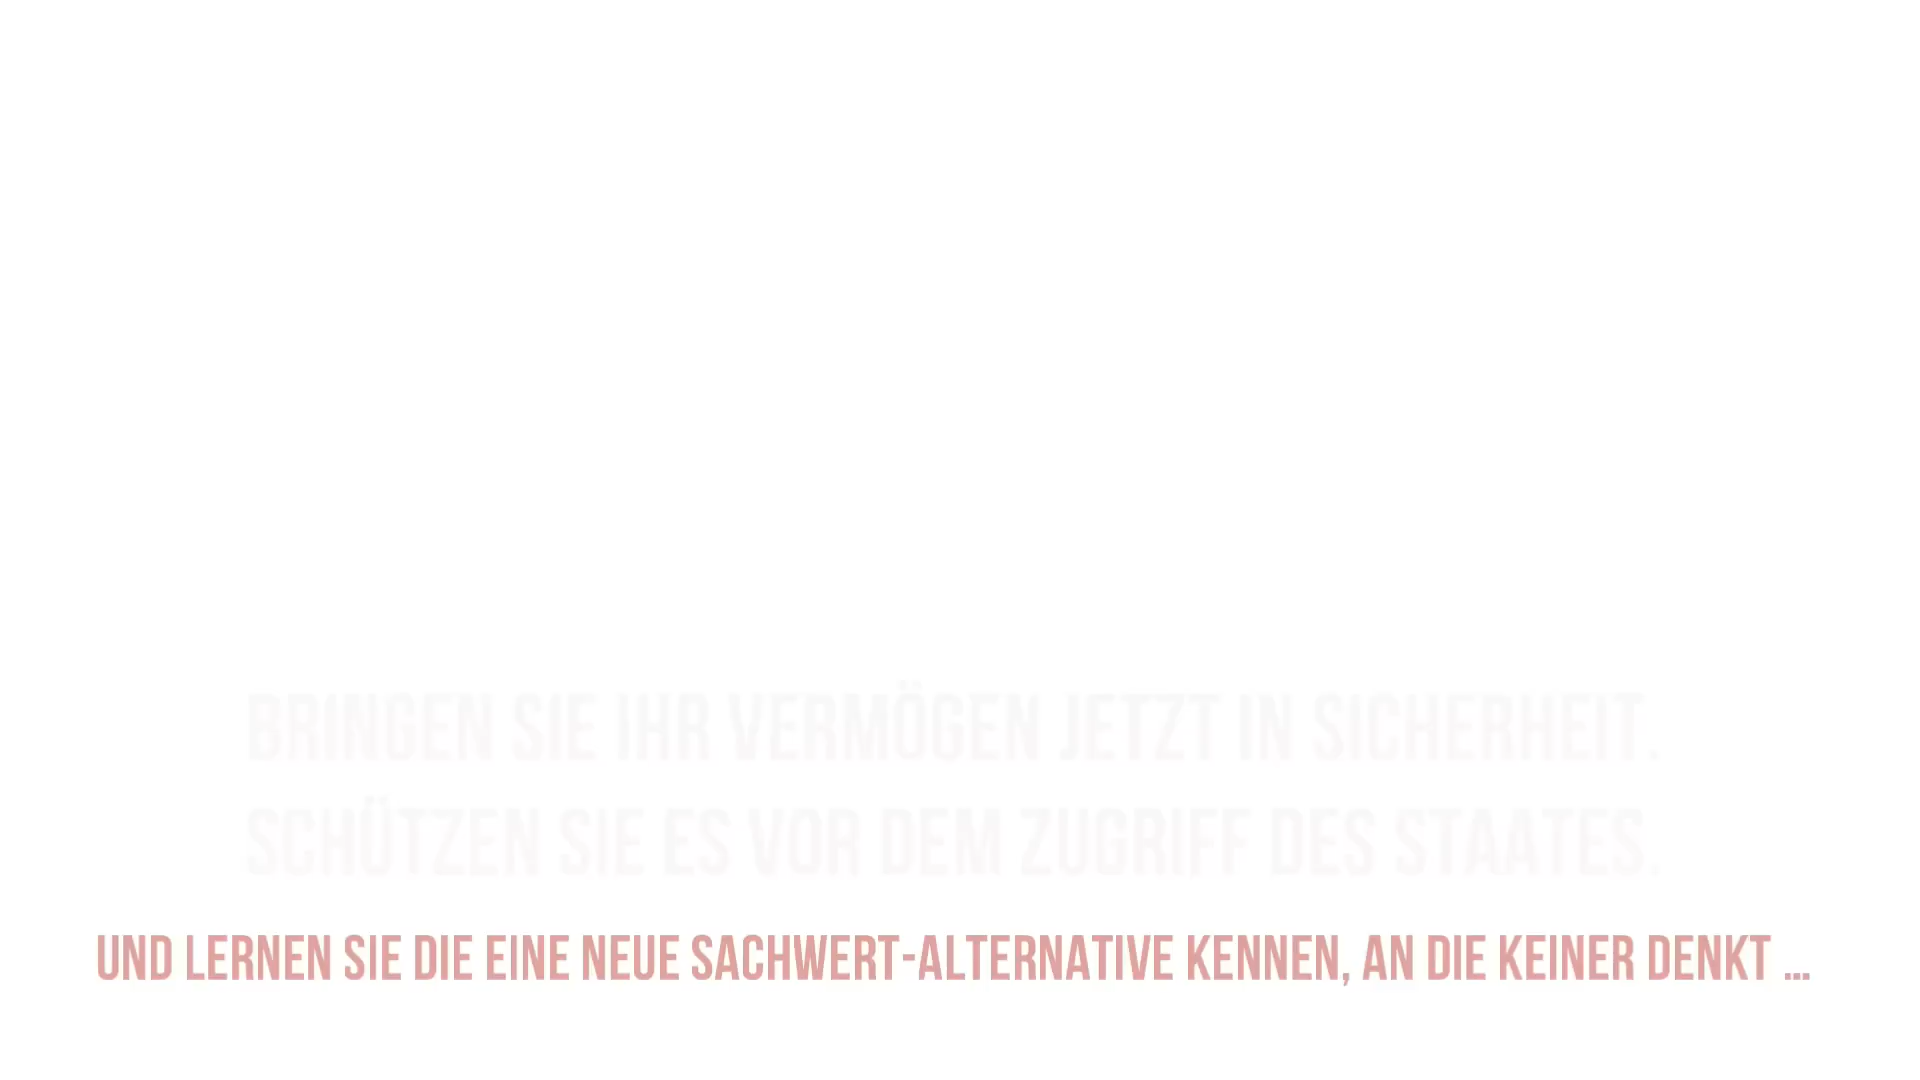 BRINGEN SIE IHR VERMÖGEN JETZT IN SICHERHEIT.
SCHÜTZEN SIE ES VOR DEM ZUGRIFF DES STAATES.
UND LERNEN SIE DIE EINE NEUE SACHWERT-ALTERNATIVE KENNEN, AN DIE KEINER DENKT ...